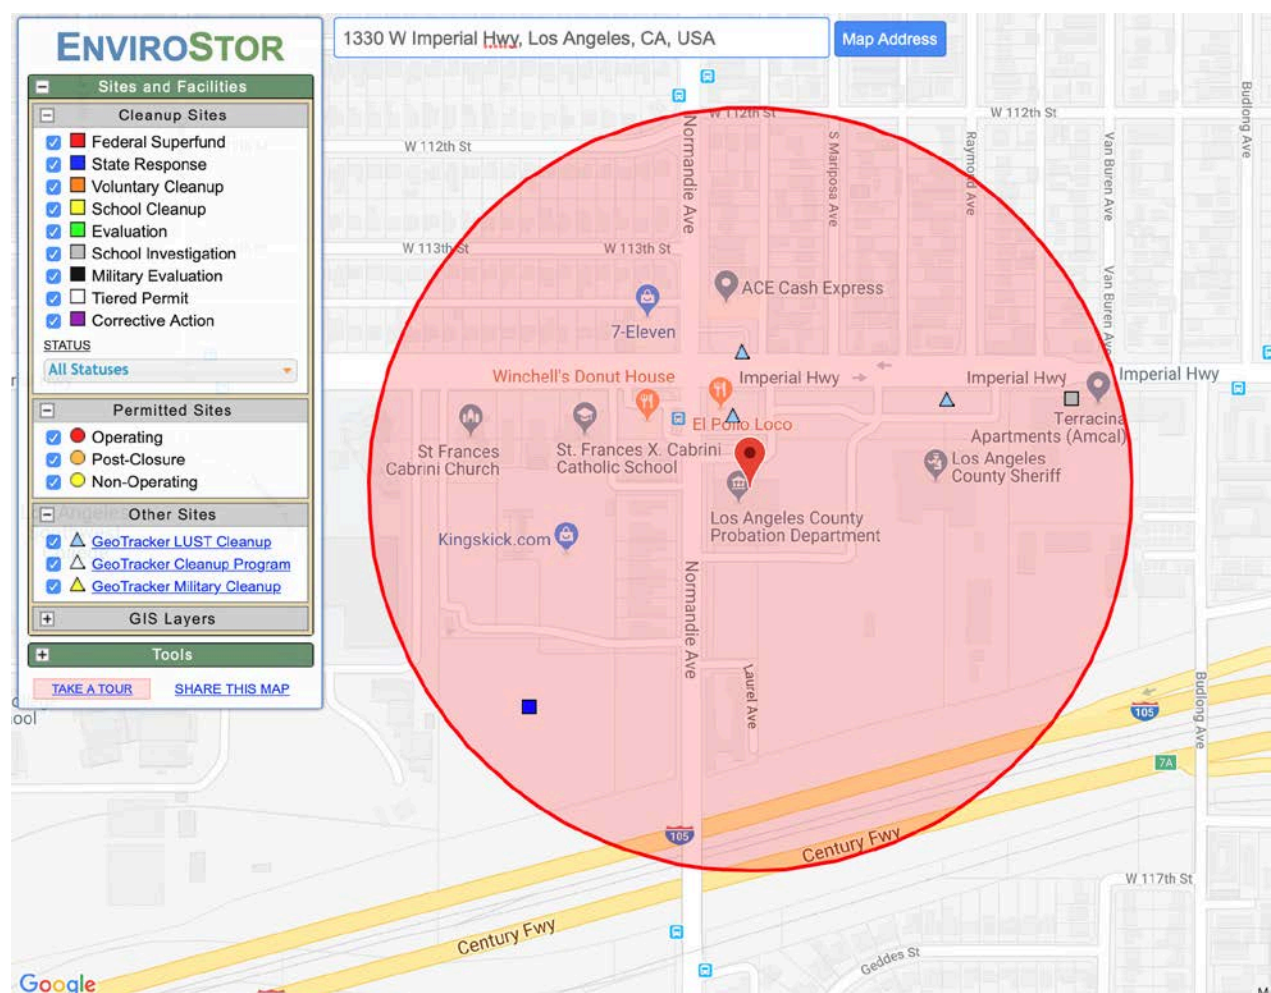 ENVIROSTOR
Sites and Facilities
Cleanup Sites
Federal Superfund
State Response
Voluntary Cleanup
School Cleanup
Evaluation
School Investigation
Military Evaluation
Tiered Permit
Corrective Action
STATUS
All Statuses
Permitted Sites
Operating
Post-Closure
Non-Operating
Other Sites
GeoTracker LUST Cleanup
GeoTracker Cleanup Program
GeoTracker Military Cleanup
GIS Layers
Tools
TAKE A TOUR
SHARE THIS MAP
1330 W Imperial Hwy, Los Angeles, CA, USA
Map Address
W 112th St
W 112th St
W 112th St
Normandie Ave
S Mariposa Ave
Raymond Ave
Van Buren Ave
Budlong Ave
W 113th St
W 113th St
Van Buren Ave
ACE Cash Express
7-Eleven
Winchell's Donut House
Imperial Hwy
Imperial Hwy
Imperial Hwy
El Pollo Loco
St Frances
Cabrini Church
St. Frances X. Cabrini
Catholic School
Terracina
Apartments (Amcal)
Los Angeles
County Sheriff
Los Angeles County
Probation Department
Kingskick.com
Normandie Ave
Laurel Ave
Budlong Ave
105
7A
105
Century Fwy
Century Fwy
W 117th St
Geddes St
ool
Google